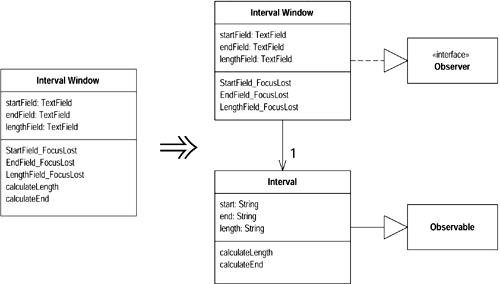 Interval Window
startField: TextField
endField: TextField
lengthField: TextField
StartField_FocusLost
EndField_FocusLost
LengthField_FocusLost
calculateLength
calculateEnd
Interval Window
startField: TextField
endField: TextField
lengthField: TextField
StartField_FocusLost
EndField_FocusLost
LengthField_FocusLost
«interface»
Observer
1
Interval
start: String
end: String
length: String
calculateLength
calculateEnd
Observable